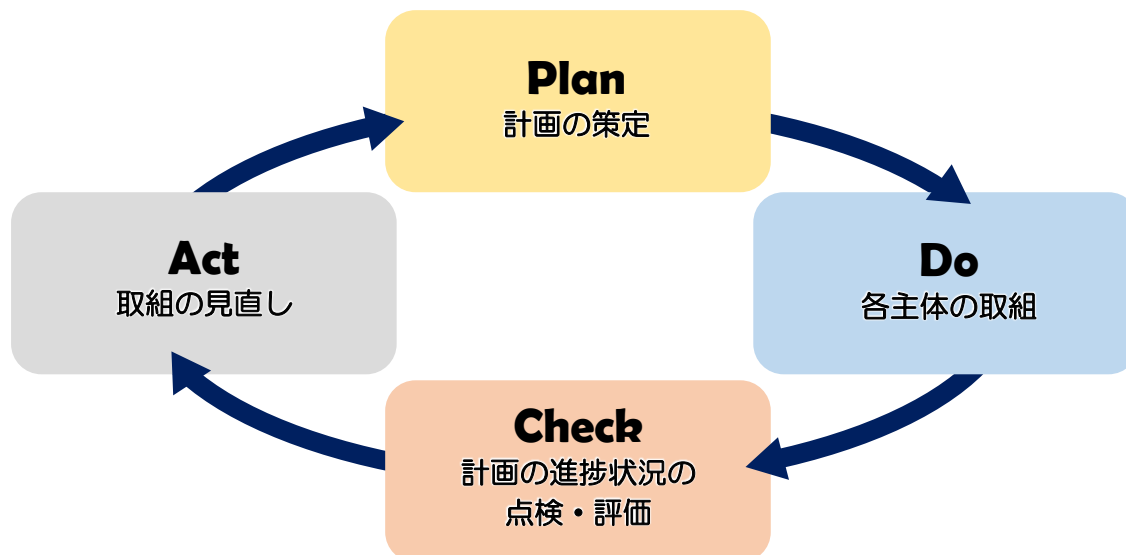 Plan
計画の策定
Do
各主体の取組
Check
計画の進捗状況の
点検・評価
Act
取組の見直し